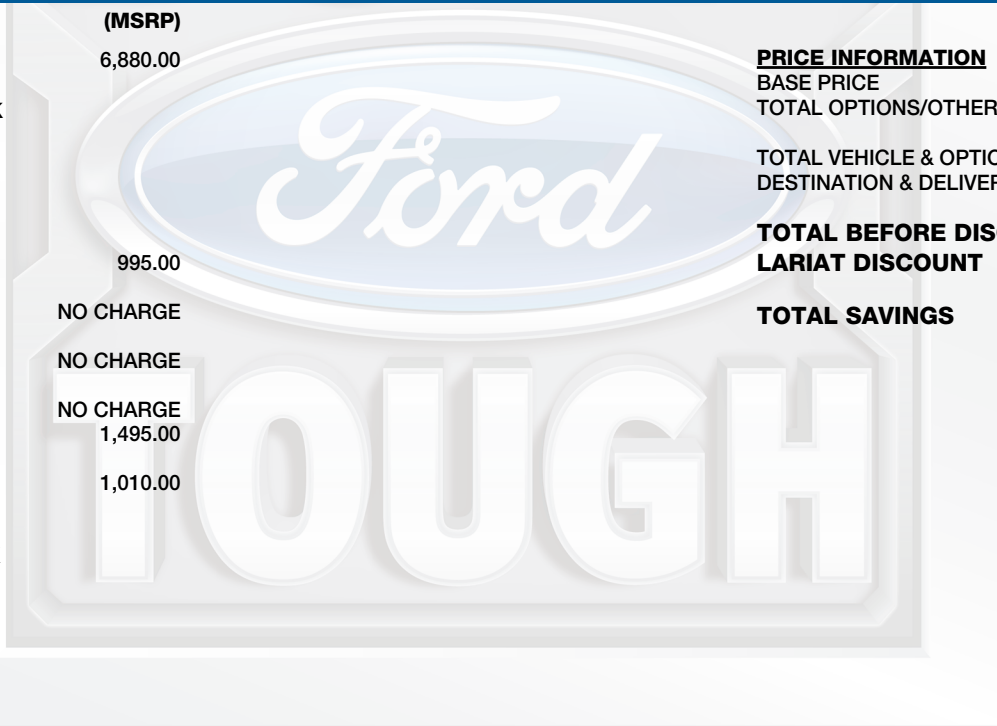 (MSRP)
6,880.00
995.00
NO CHARGE
NO CHARGE
NO CHARGE
1,495.00
1,010.00
PRICE INFORMATION
BASE PRICE
TOTAL OPTIONS/OTHER
TOTAL VEHICLE & OPTIO
DESTINATION & DELIVER
TOTAL BEFORE DIS
LARIAT DISCOUNT
TOTAL SAVINGS
Ford
TOUGH